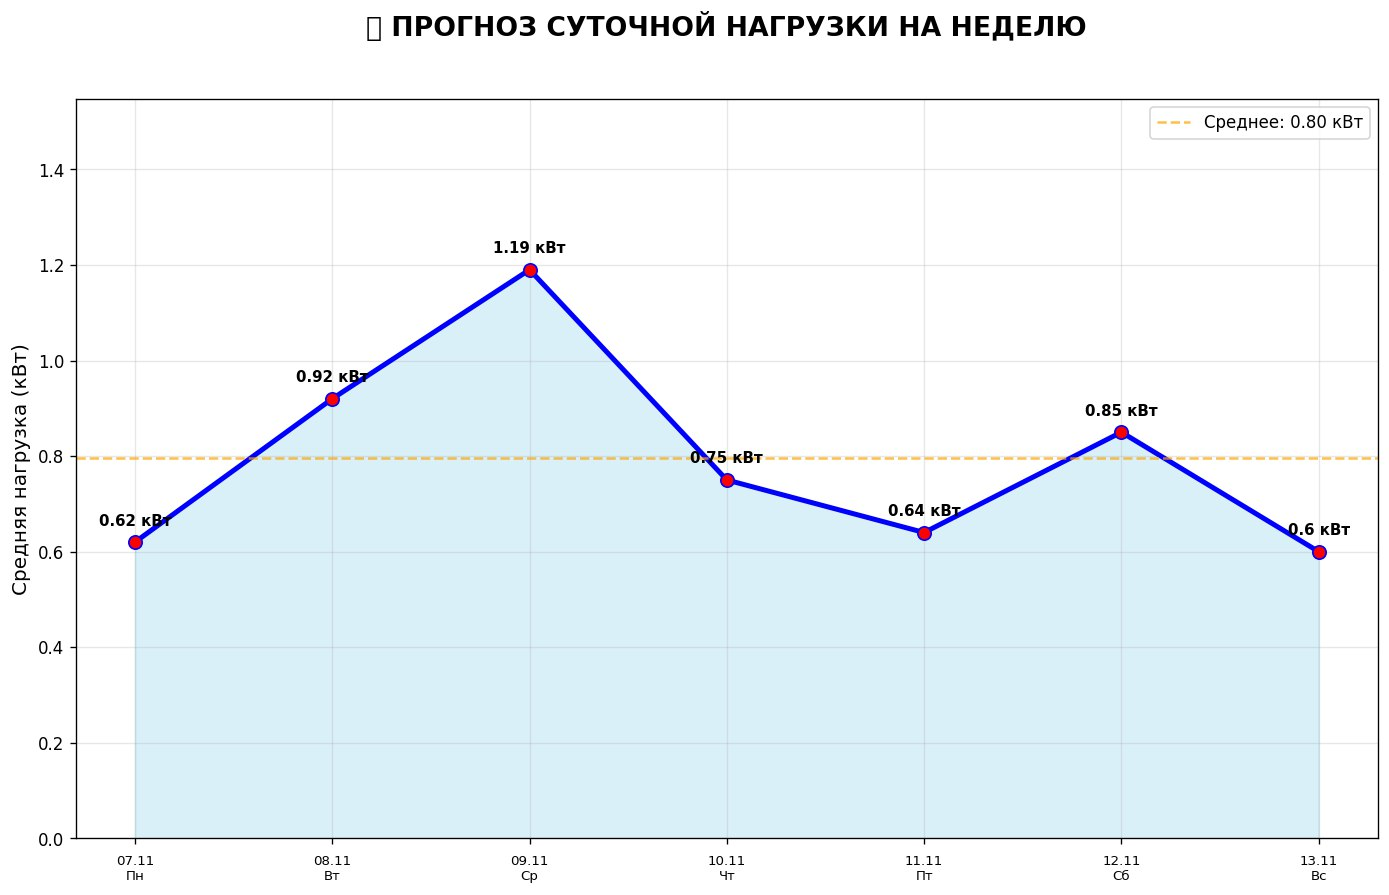 ПРОГНОЗ СУТОЧНОЙ НАГРУЗКИ НА НЕДЕЛЮ
Среднее: 0.80 кВт
Средняя нагрузка (кВт)
1.4
1.2
1.0
0.8
0.6
0.4
0.2
0.0
0.62 кВт
0.92 кВт
1.19 кВт
0.75 кВт
0.64 кВт
0.85 кВт
0.6 кВт
07.11
Пн
08.11
Вт
09.11
Ср
10.11
Чт
11.11
Пт
12.11
Сб
13.11
Вс